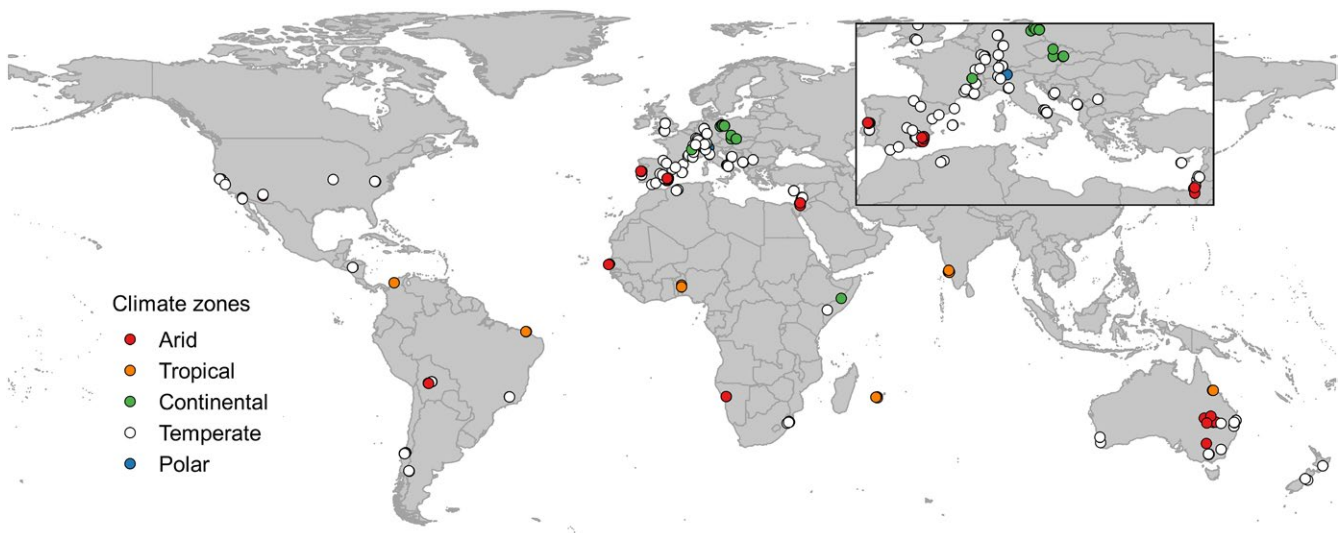 Climate zones
Arid
Tropical
Continental
Temperate
Polar